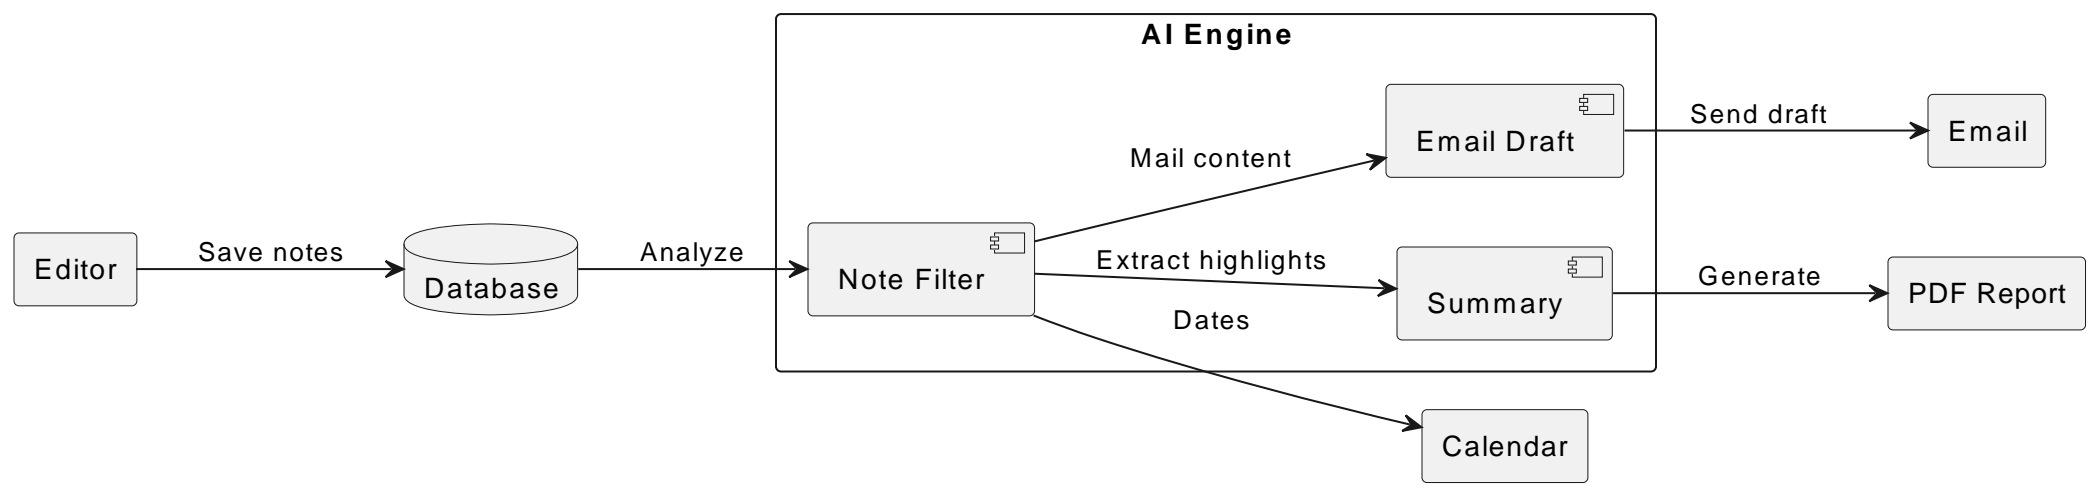 AI Engine
Editor
Save notes
Database
Analyze
Note Filter
Mail content
Email Draft
Send draft
Email
Extract highlights
Summary
Generate
PDF Report
Dates
Calendar